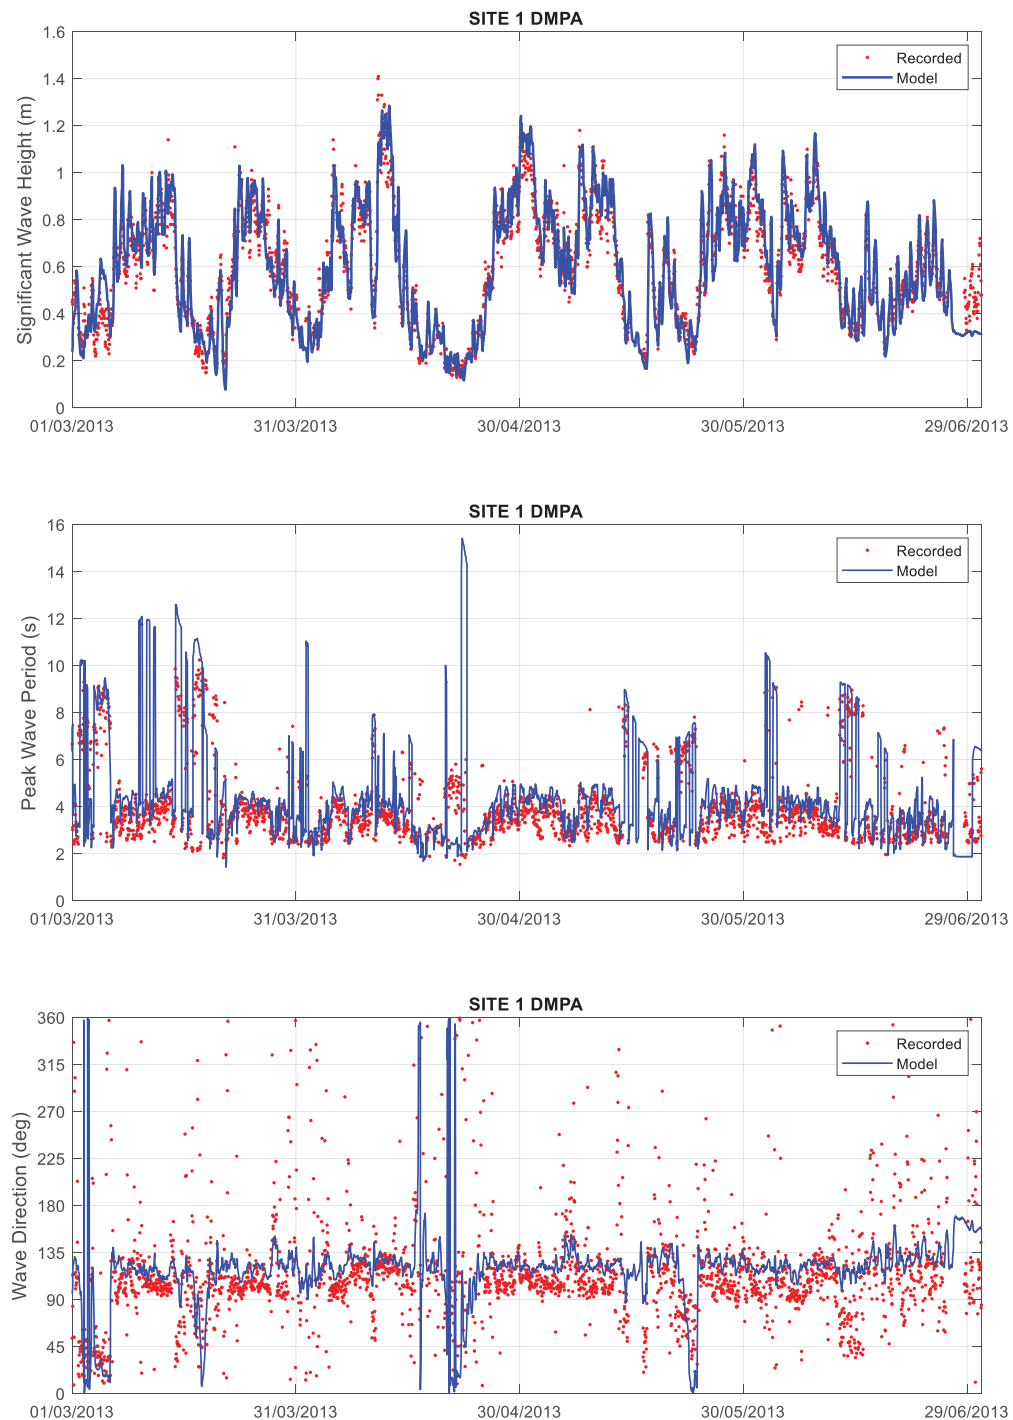 SITE 1 DMPA
Significant Wave Height (m)
1.6
1.4
1.2
1
0.8
0.6
0.4
0.2
0
Recorded
Model
01/03/2013 31/03/2013 30/04/2013 30/05/2013 29/06/2013
SITE 1 DMPA
Peak Wave Period (s)
16
14
12
10
8
6
4
2
0
Recorded
Model
01/03/2013 31/03/2013 30/04/2013 30/05/2013 29/06/2013
SITE 1 DMPA
Wave Direction (deg)
360
315
270
225
180
135
90
45
0
Recorded
Model
01/03/2013 31/03/2013 30/04/2013 30/05/2013 29/06/2013